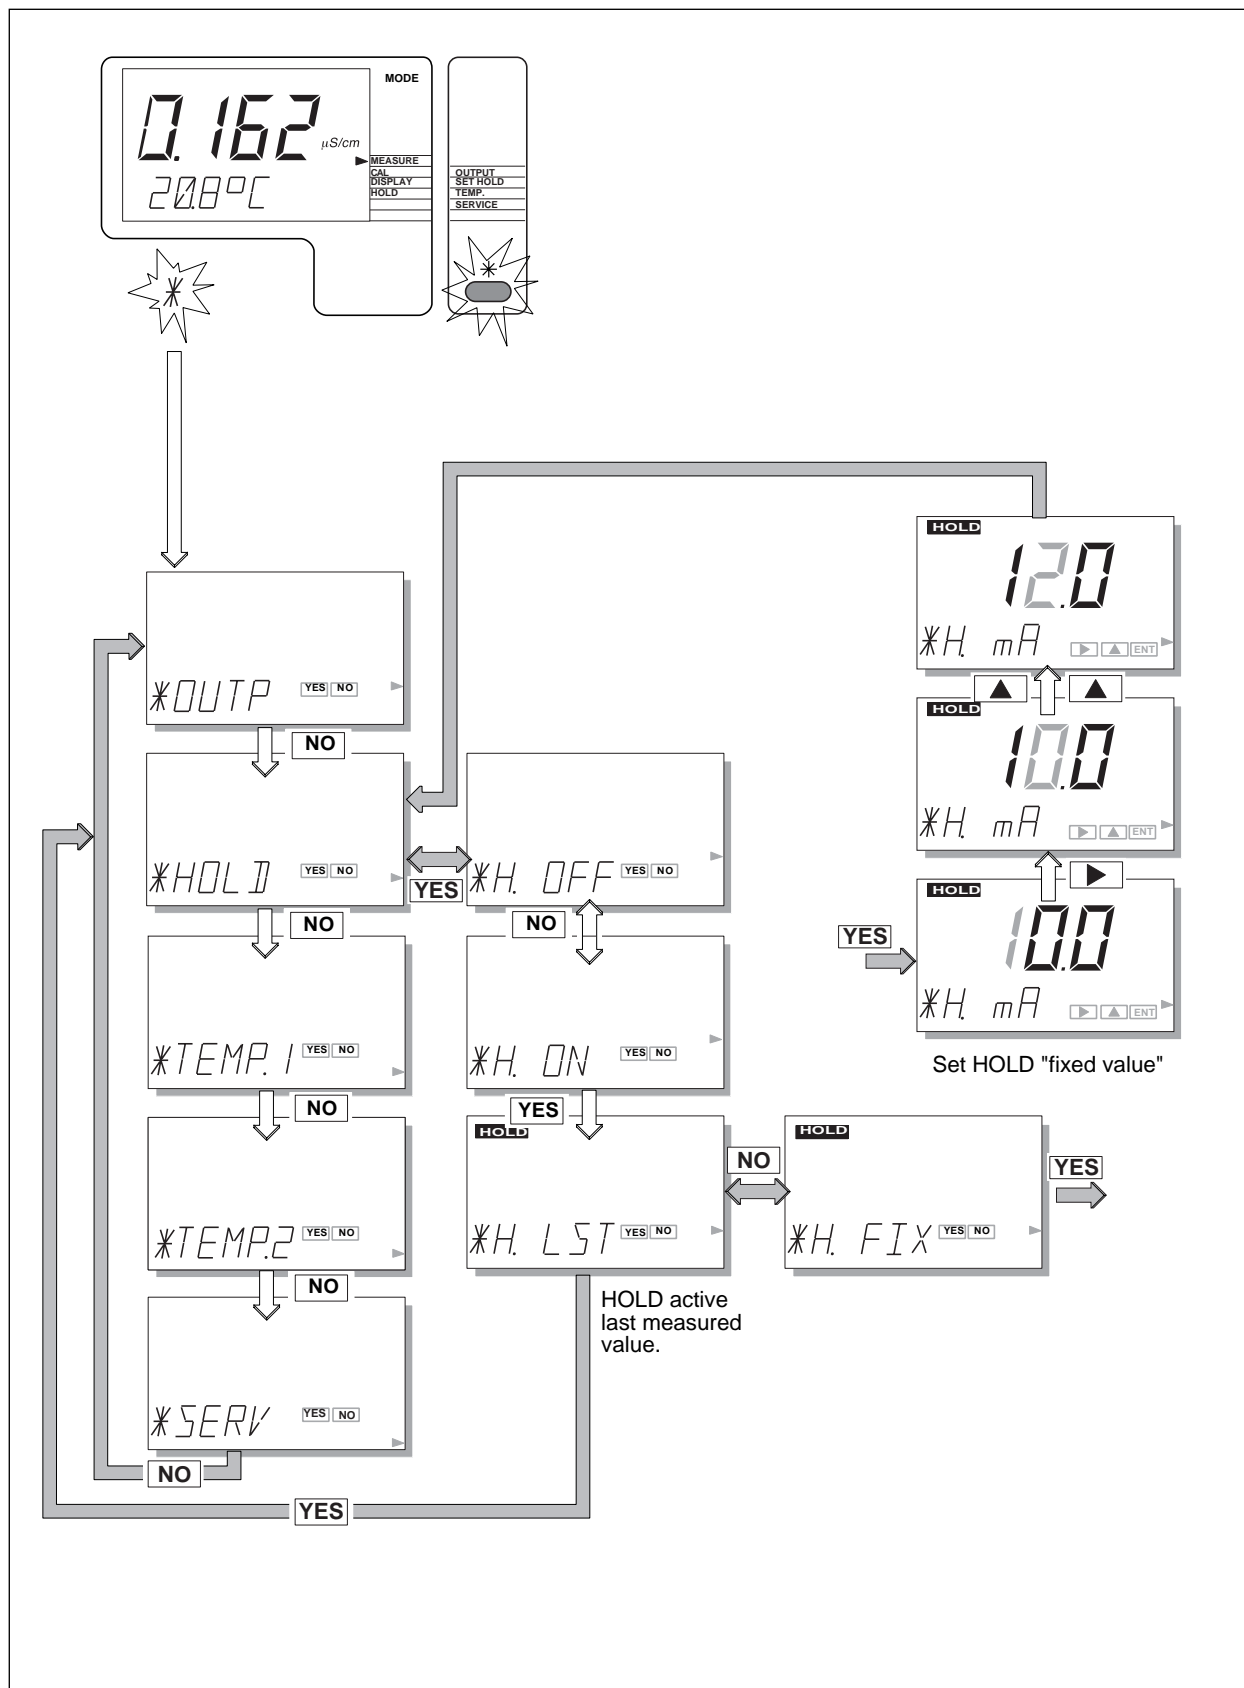 MODE
0.162
µS/cm
MEASURE
CAL
DISPLAY
HOLD
20.8°C
OUTPUT
SET HOLD
TEMP.
SERVICE
*
*
*OUTP YES NO
NO
*HOLD YES NO
YES
*H. OFF YES NO
NO
NO
*TEMP. 1 YES NO
*H. ON YES NO
NO
YES
*TEMP.2 YES NO
HOLD
*H. LST YES NO
NO
HOLD
*H. FIX YES NO
YES
NO
HOLD active
last measured
value.
*SERV YES NO
NO
YES
HOLD
12.0
*H. mA ENT
HOLD
10.0
*H. mA ENT
YES
HOLD
10.0
*H. mA ENT
Set HOLD "fixed value"